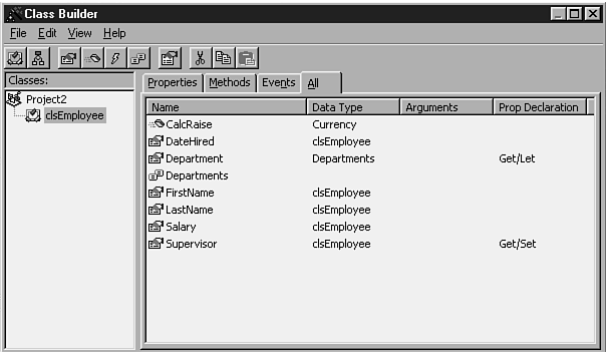 Class Builder
File Edit View Help
Classes:
Properties Methods Events All
Project2
clsEmployee
Name Data Type Arguments Prop Declaration
CalcRaise Currency
DateHired clsEmployee
Department Departments Get/Let
Departments
FirstName clsEmployee
LastName clsEmployee
Salary clsEmployee
Supervisor clsEmployee Get/Set